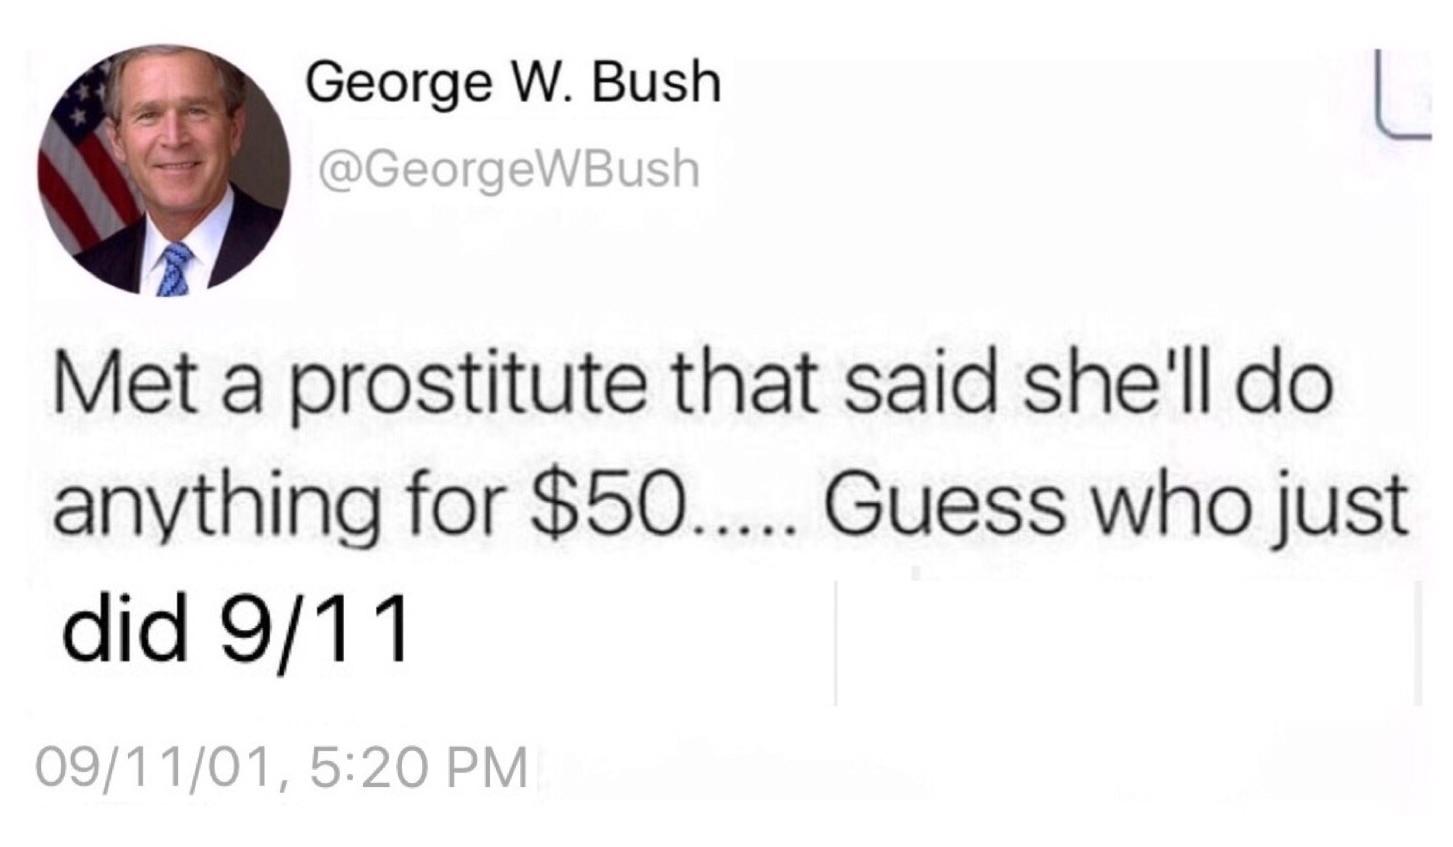 George W. Bush
@GeorgeWBush
Met a prostitute that said she'll do
anything for $50..... Guess who just
did 9/11
09/11/01, 5:20 PM